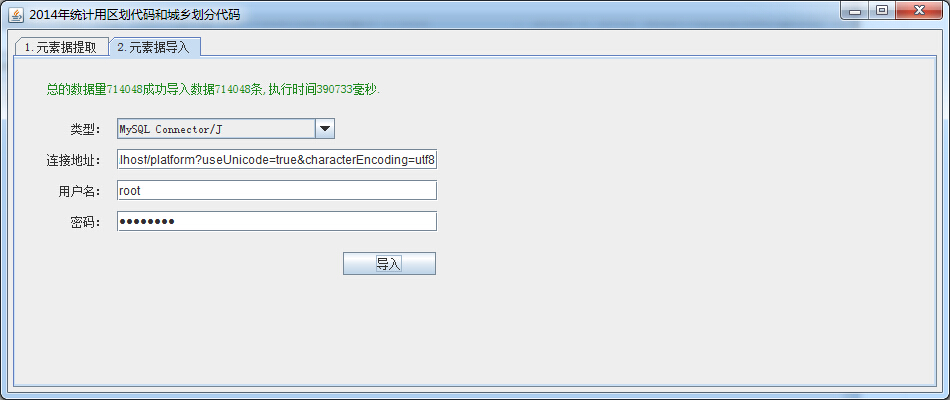 2014年统计用区划代码和城乡划分代码
1.元素据提取 2.元素据导入
总的数据量714048成功导入数据714048条,执行时间390733毫秒.
类型: MySQL Connector/J
连接地址: lhost/platform?useUnicode=true&characterEncoding=utf8
用户名: root
密码: ●●●●●●●●
导入